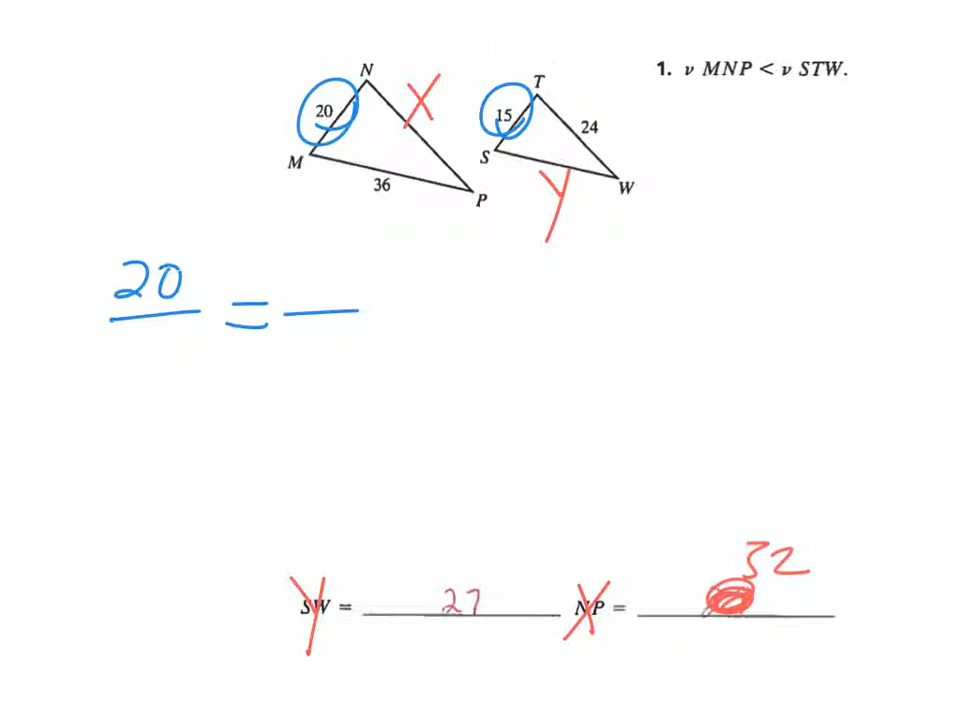 1. ν MNP < ν STW.
N
20
X
M
36
P
T
15
24
S
W
y
20
=
SW = 27
y
NP = 32
X